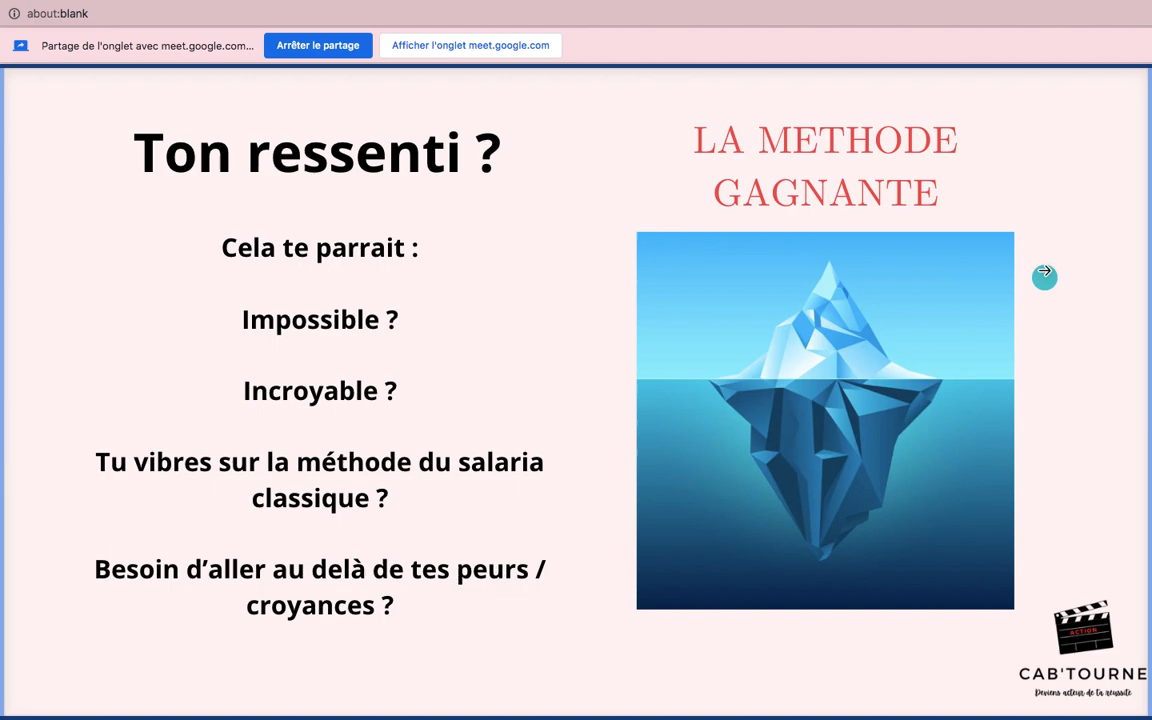 about:blank
Partage de l'onglet avec meet.google.com...
Arrêter le partage
Afficher l'onglet meet.google.com
Ton ressenti ?
Cela te parrait :
Impossible ?
Incroyable ?
Tu vibres sur la méthode du salaria
classique ?
Besoin d’aller au delà de tes peurs /
croyances ?
LA METHODE
GAGNANTE
ACTION
CAB'TOURNE
Deviens acteur de ta réussite